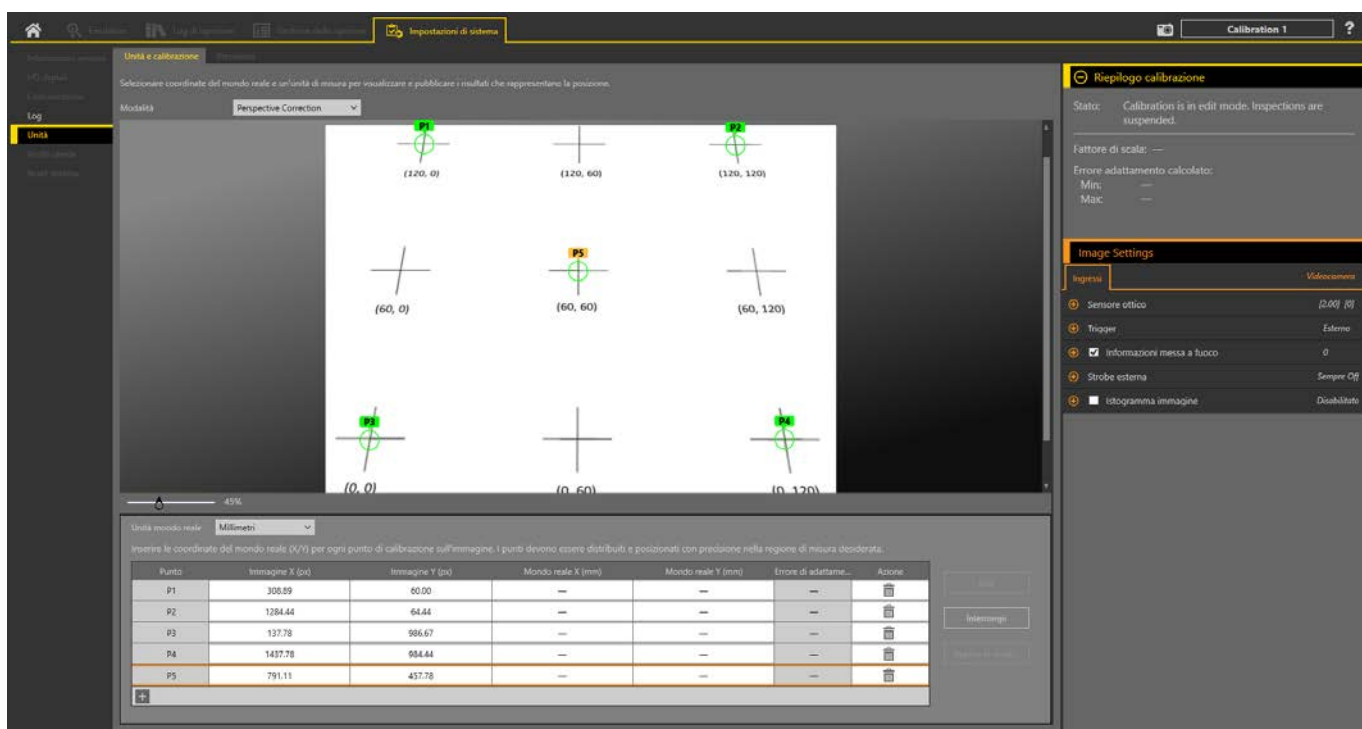 Impostazioni di sistema
Calibration 1
?
Unità e calibrazione
Selezionare coordinate del mondo reale e un'unità di misura per visualizzare e pubblicare i risultati che rappresentano la posizione.
Log
Unità
Modalità
Perspective Correction
P1
P2
(120, 0)
(120, 60)
(120, 120)
P5
(60, 0)
(60, 60)
(60, 120)
P3
P4
(0, 0)
(0, 60)
(0, 120)
45%
Unità mondo reale
Millimetri
Inserire le coordinate del mondo reale (X/Y) per ogni punto di calibrazione sull'immagine. I punti devono essere distribuiti e posizionati con precisione nella regione di misura desiderata.
Punto Immagine X (px) Immagine Y (px) Mondo reale X (mm) Mondo reale Y (mm) Errore di adattame... Azione
P1 308.89 60.00 — — —
P2 1284.44 64.44 — — —
P3 137.78 986.67 — — —
P4 1437.78 984.44 — — —
P5 791.11 457.78 — — —
Interrompi
Riepilogo calibrazione
Stato: Calibration is in edit mode. Inspections are
suspended.
Fattore di scala: —
Errore adattamento calcolato:
Min: —
Max: —
Image Settings
Ingressi
Videocamera
Sensore ottico [2.00] [0]
Trigger Esterno
Informazioni messa a fuoco 0
Strobe esterna Sempre Off
Istogramma immagine Disabilitato